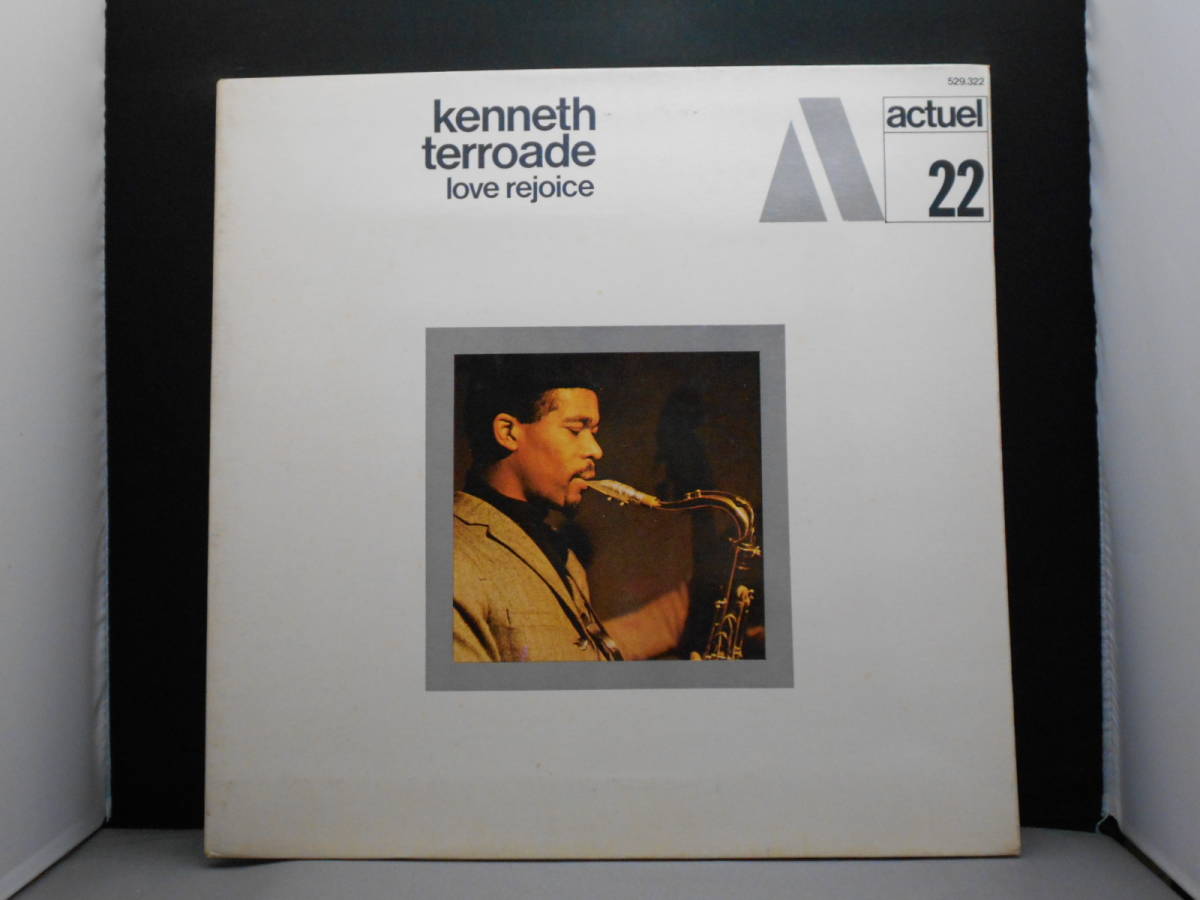 529.322
kenneth
terroade
love rejoice
actuel
22